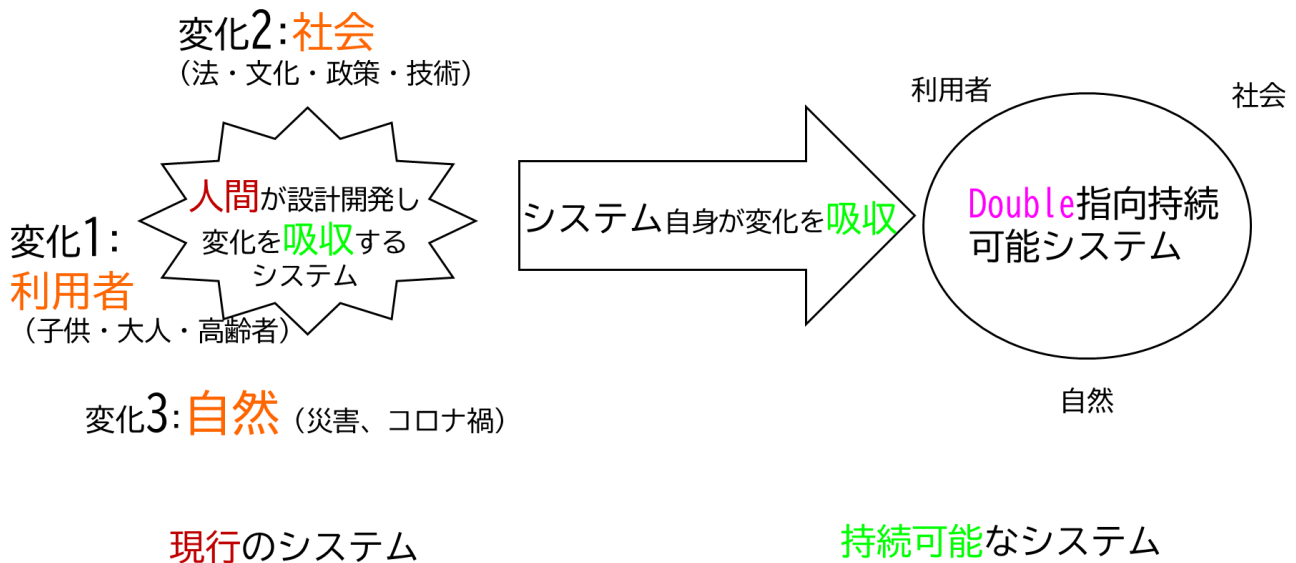 変化2:社会
（法・文化・政策・技術）
人間が設計開発し
変化を吸収する
システム
変化1:
利用者
（子供・大人・高齢者）
変化3:自然（災害、コロナ禍）
現行のシステム
システム自身が変化を吸収
利用者
社会
Double指向持続
可能システム
自然
持続可能なシステム